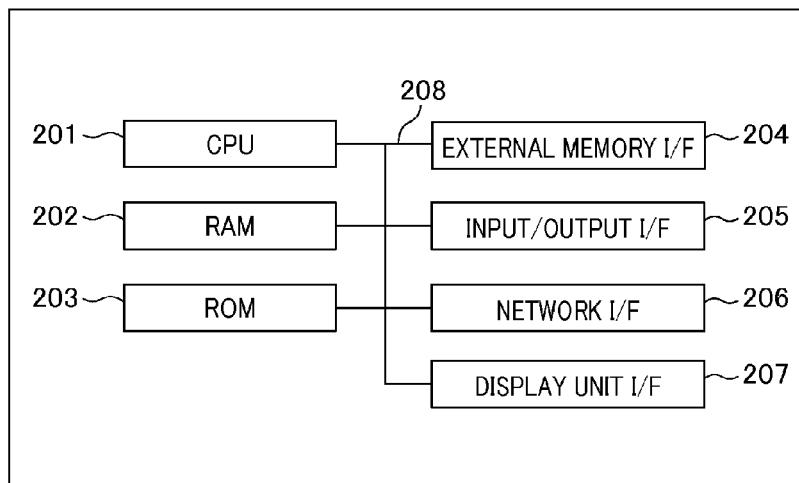 208
201
CPU
EXTERNAL MEMORY I/F
204
202
RAM
INPUT/OUTPUT I/F
205
203
ROM
NETWORK I/F
206
DISPLAY UNIT I/F
207